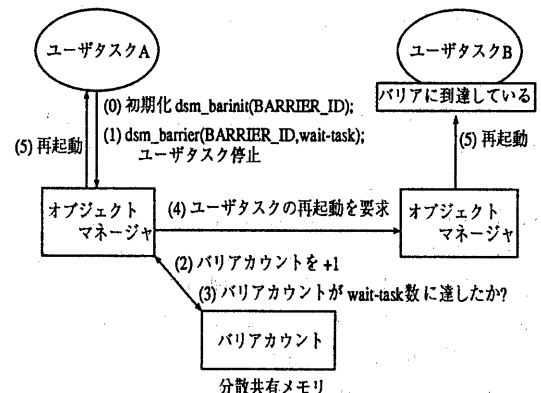 ユーザタスクA
ユーザタスクB
バリアに到達している
(0) 初期化 dsm_barinit(BARRIER_ID);
(1) dsm_barrier(BARRIER_ID,wait-task);
ユーザタスク停止
(5) 再起動
(5) 再起動
オブジェクト
マネージャ
(4) ユーザタスクの再起動を要求
オブジェクト
マネージャ
(2) バリアカウントを +1
(3) バリアカウントが wait-task数 に達したか?
バリアカウント
分散共有メモリ